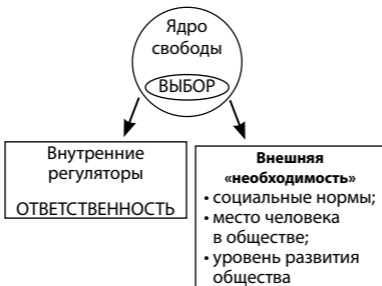 Ядро
свободы
ВЫБОР
Внутренние
регуляторы
ОТВЕТСТВЕННОСТЬ
Внешняя
«необходимость»
• социальные нормы;
• место человека
в обществе;
• уровень развития
общества